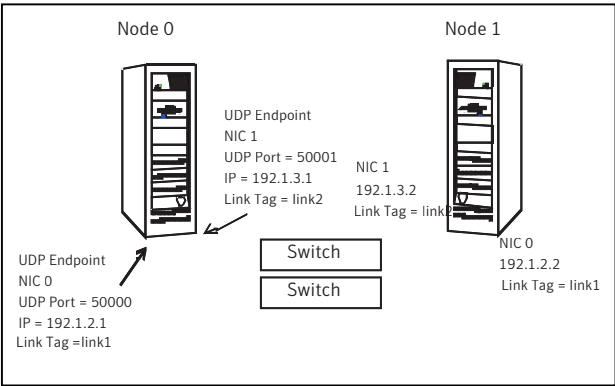 Node 0
Node 1
UDP Endpoint
NIC 1
UDP Port = 50001
IP = 192.1.3.1
Link Tag = link2
NIC 1
192.1.3.2
Link Tag = link2
Switch
Switch
NIC 0
192.1.2.2
Link Tag = link1
UDP Endpoint
NIC 0
UDP Port = 50000
IP = 192.1.2.1
Link Tag =link1